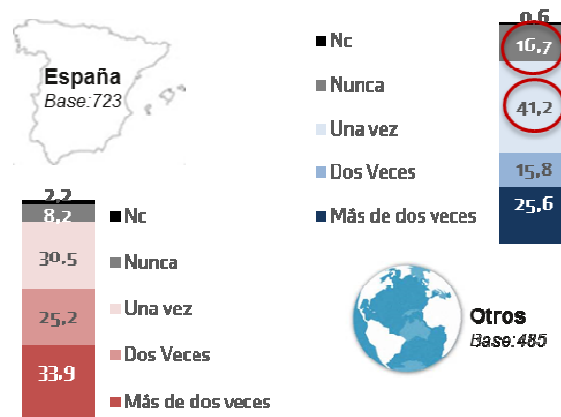 España
Base:723
2,2
8,2
30,5
25,2
33,9
Nc
Nunca
Una vez
Dos Veces
Más de dos veces
Nc
Nunca
Una vez
Dos Veces
Más de dos veces
0,6
16,7
41,2
15,8
25,6
Otros
Base:485